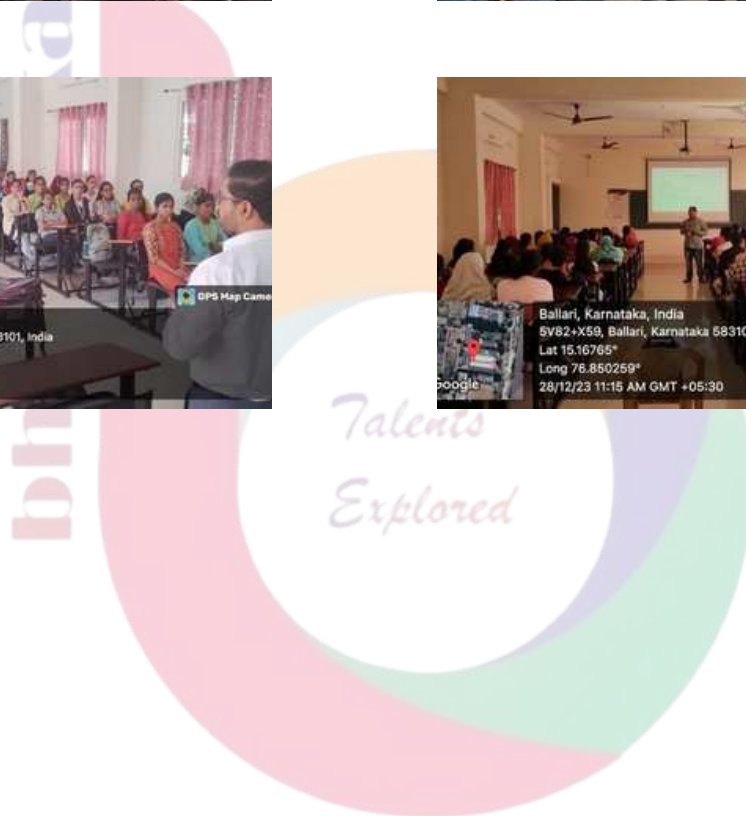 GPS Map Came
3101, India
Ballari, Karnataka, India
5V82+X59, Ballari, Karnataka 58310
Lat 15.16765°
Long 76.850259°
28/12/23 11:15 AM GMT +05:30
Google
Talents
Explored